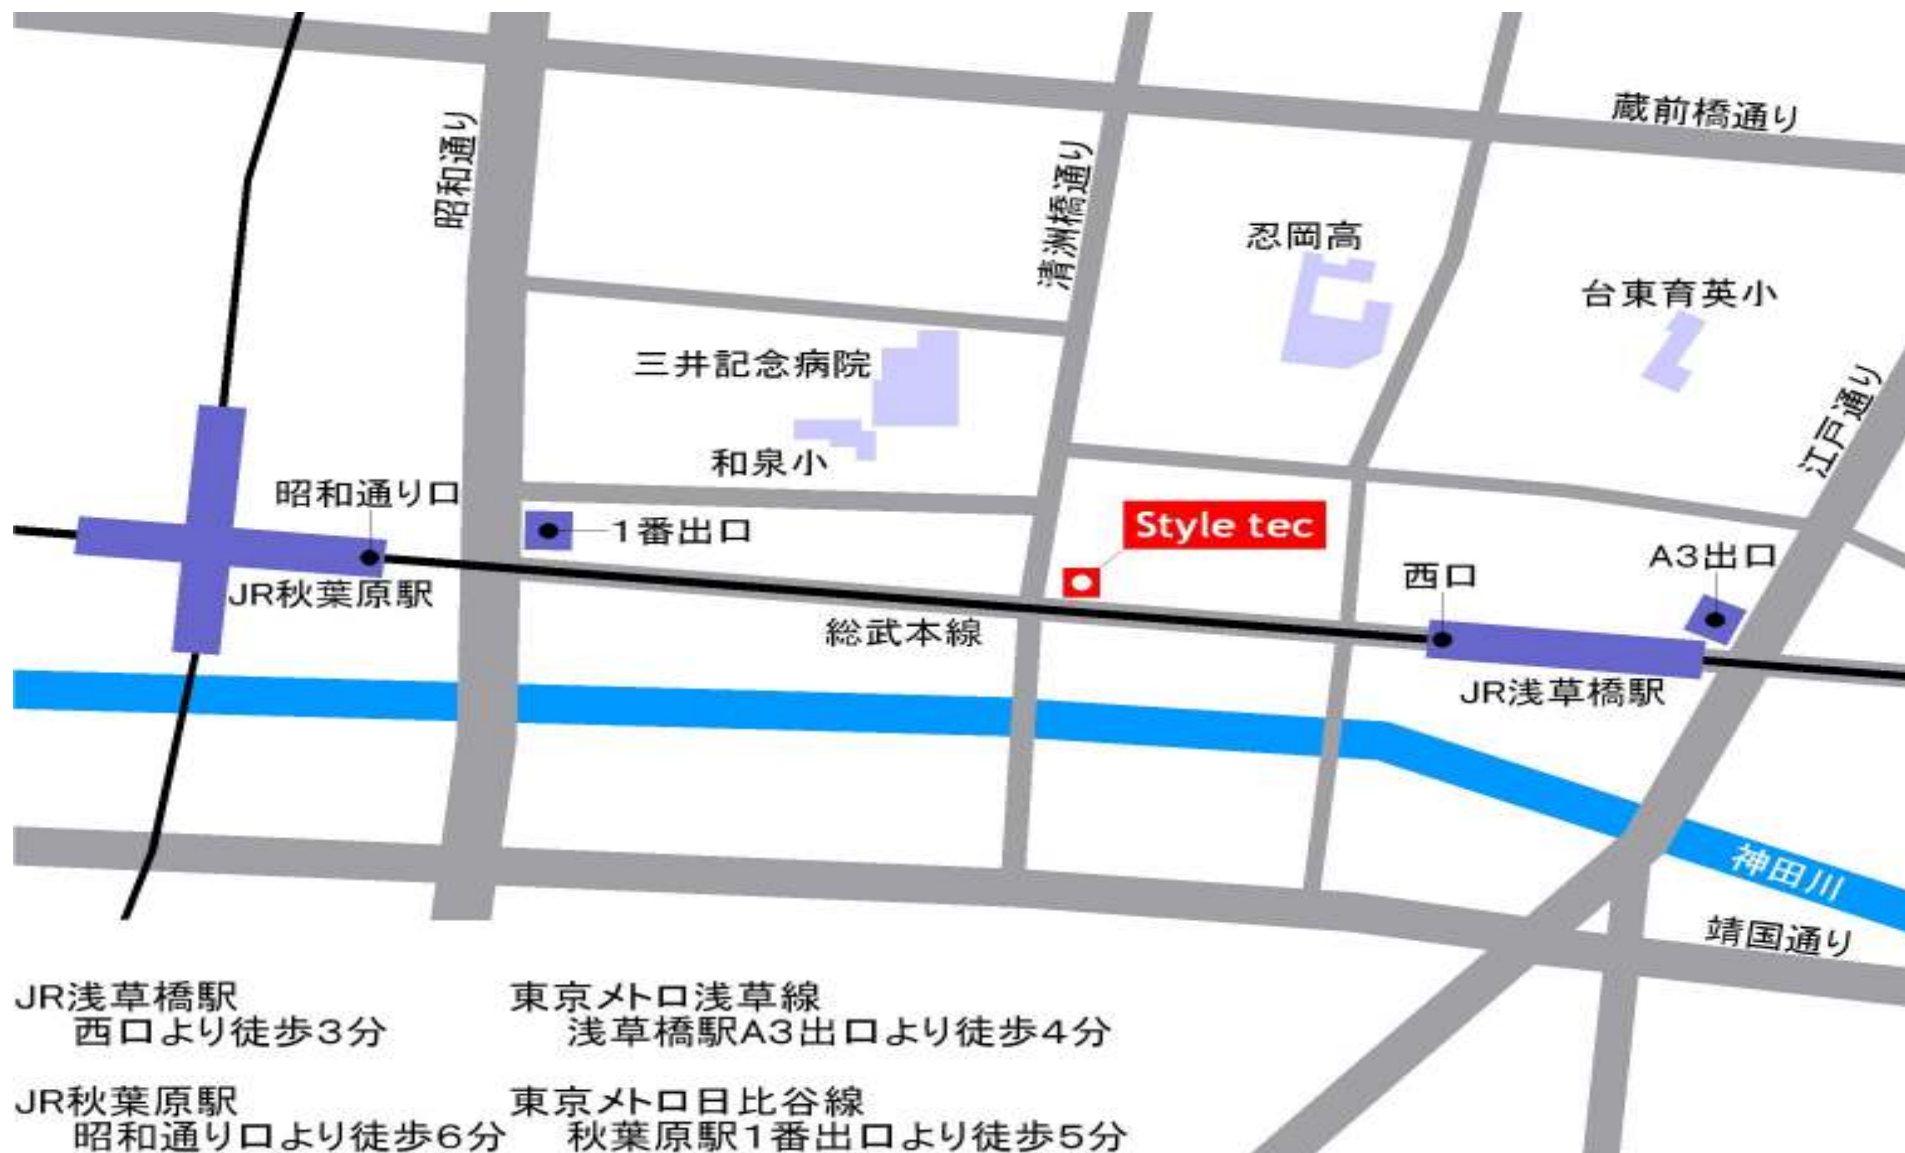 蔵前橋通り
昭和通り
清洲橋通り
忍岡高
台東育英小
三井記念病院
江戸通り
和泉小
昭和通り口
1番出口
Style tec
A3出口
西口
JR秋葉原駅
総武本線
JR浅草橋駅
神田川
靖国通り
JR浅草橋駅
西口より徒歩3分
東京メトロ浅草線
浅草橋駅A3出口より徒歩4分
JR秋葉原駅
昭和通り口より徒歩6分
東京メトロ日比谷線
秋葉原駅1番出口より徒歩5分